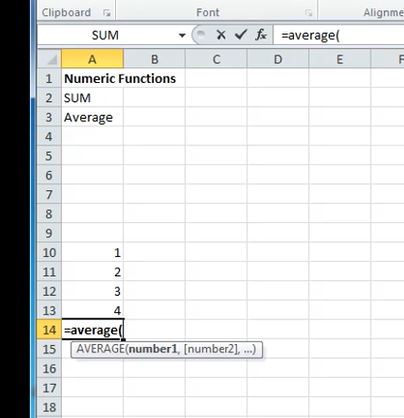 Clipboard Font Alignme
SUM =average(
A B C D E F
1 Numeric Functions
2 SUM
3 Average
4
5
6
7
8
9
10 1
11 2
12 3
13 4
14 =average(
15 AVERAGE(number1, [number2], ...)
16
17
18